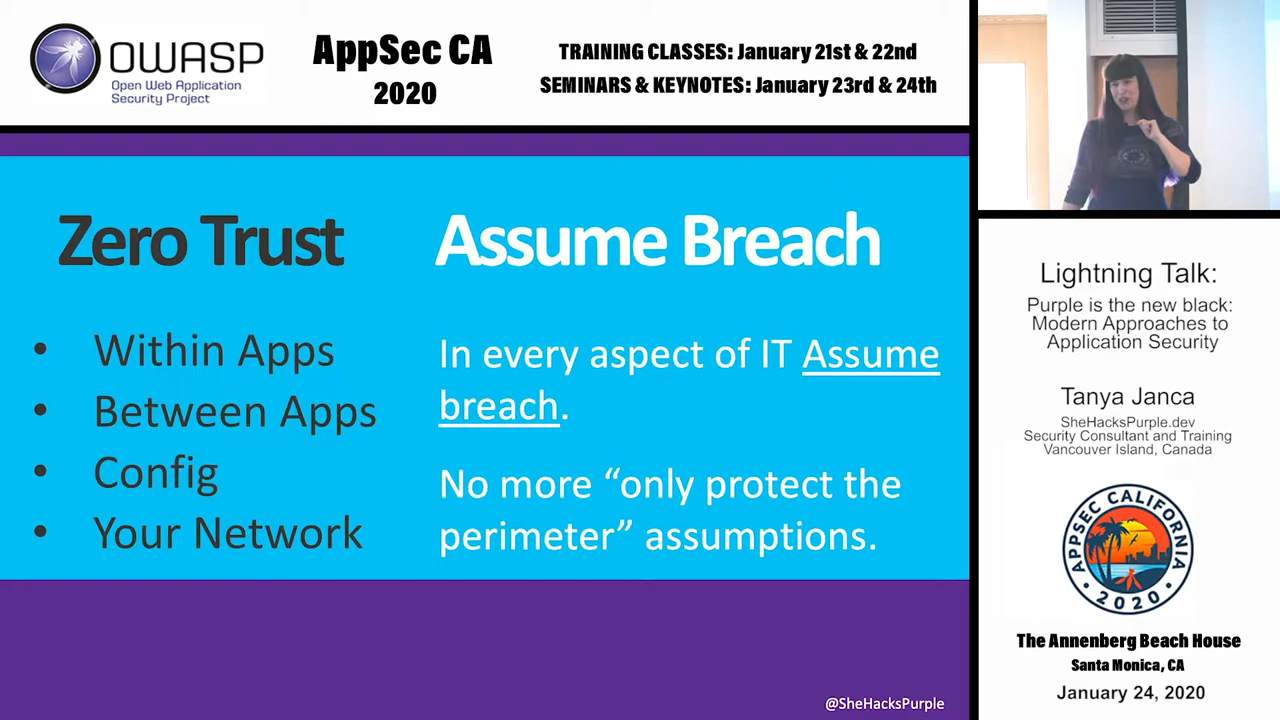 OWASP
Open Web Application
Security Project
AppSec CA
2020
TRAINING CLASSES: January 21st & 22nd
SEMINARS & KEYNOTES: January 23rd & 24th
Zero Trust
• Within Apps
• Between Apps
• Config
• Your Network
Assume Breach
In every aspect of IT Assume
breach.
No more “only protect the
perimeter” assumptions.
@SheHacksPurple
Lightning Talk:
Purple is the new black:
Modern Approaches to
Application Security
Tanya Janca
SheHacksPurple.dev
Security Consultant and Training
Vancouver Island, Canada
APPSEC CALIFORNIA
• 2020 •
The Annenberg Beach House
Santa Monica, CA
January 24, 2020